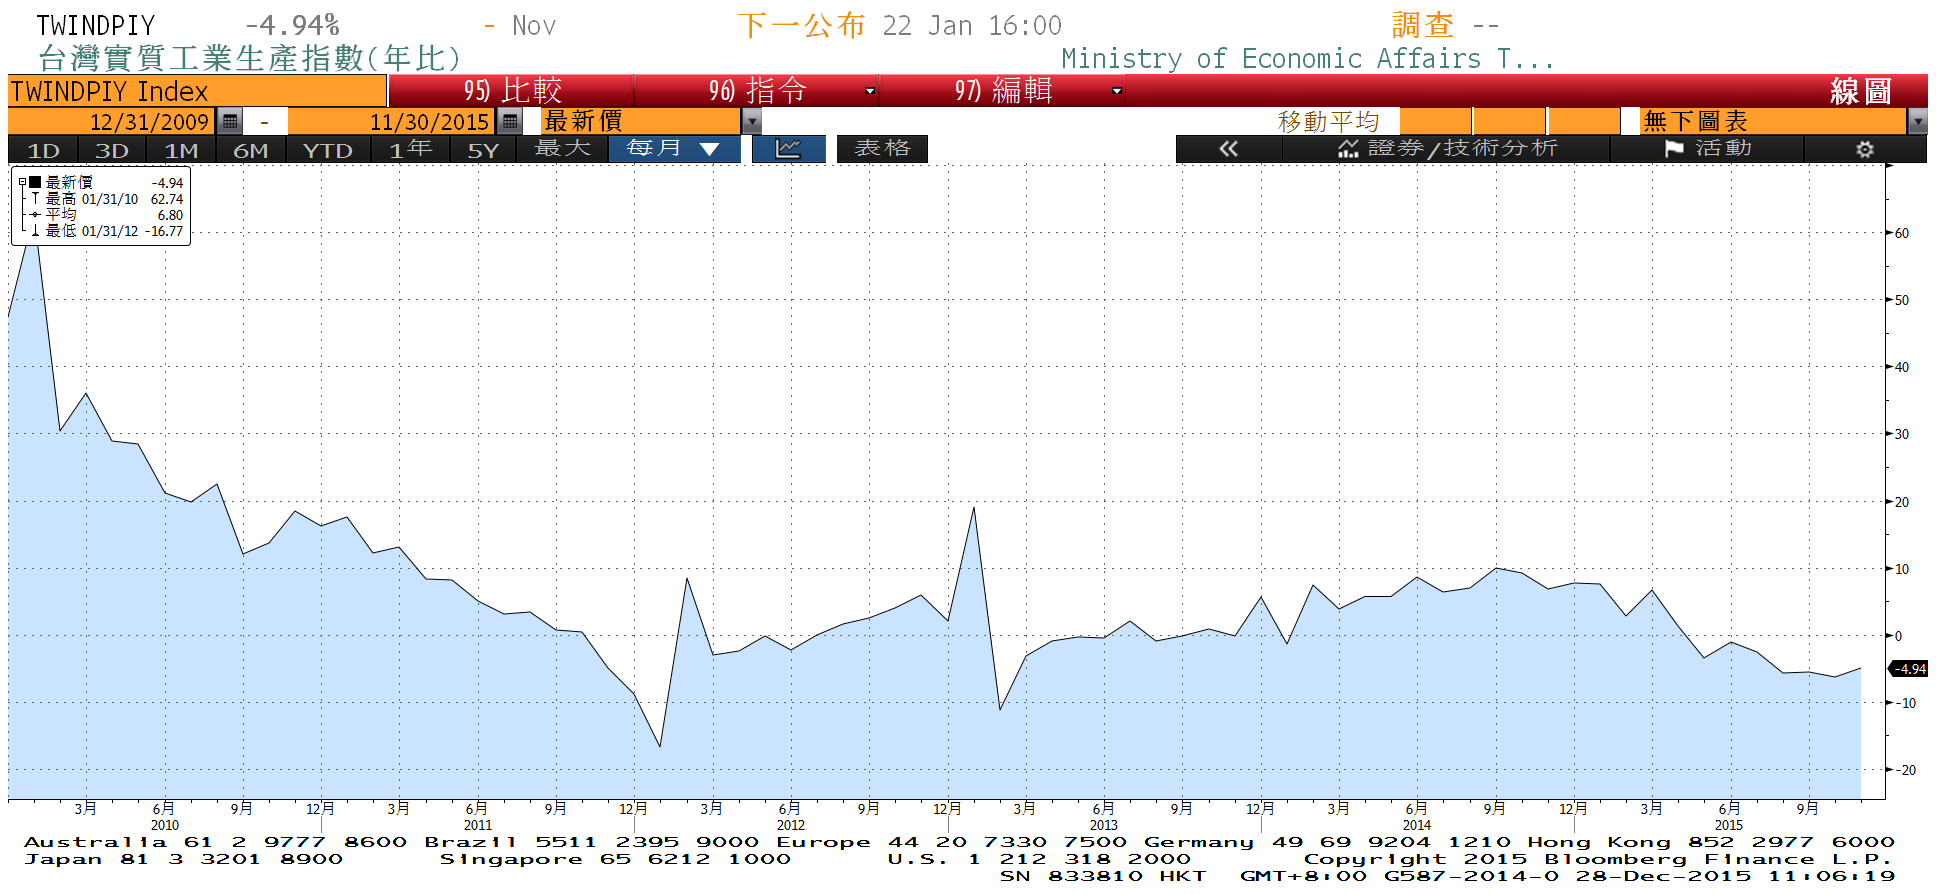 TWINDPIY -4.94% - Nov 下一公布 22 Jan 16:00 調查 --
台灣實質工業生產指數(年比) Ministry of Economic Affairs T...
TWINDPIY Index 95) 比較 96) 指令 97) 編輯 線圖
12/31/2009 - 11/30/2015 最新價 移動平均 無下圖表
1D 3D 1M 6M YTD 1年 5Y 最大 每月 ▼ 表格 « 證券/技術分析 活動
最新價 -4.94
最高 01/31/10 62.74
平均 6.80
最低 01/31/12 -16.77
60
50
40
30
20
10
0
-4.94
-10
-20
3月 6月 9月 12月 3月 6月 9月 12月 3月 6月 9月 12月 3月 6月 9月 12月 3月 6月 9月 12月 3月 6月 9月
2010 2011 2012 2013 2014 2015
Australia 61 2 9777 8600 Brazil 5511 2395 9000 Europe 44 20 7330 7500 Germany 49 69 9204 1210 Hong Kong 852 2977 6000
Japan 81 3 3201 8900 Singapore 65 6212 1000 U.S. 1 212 318 2000 Copyright 2015 Bloomberg Finance L.P.
SN 833810 HKT GMT+8:00 G587-2014-0 28-Dec-2015 11:06:19